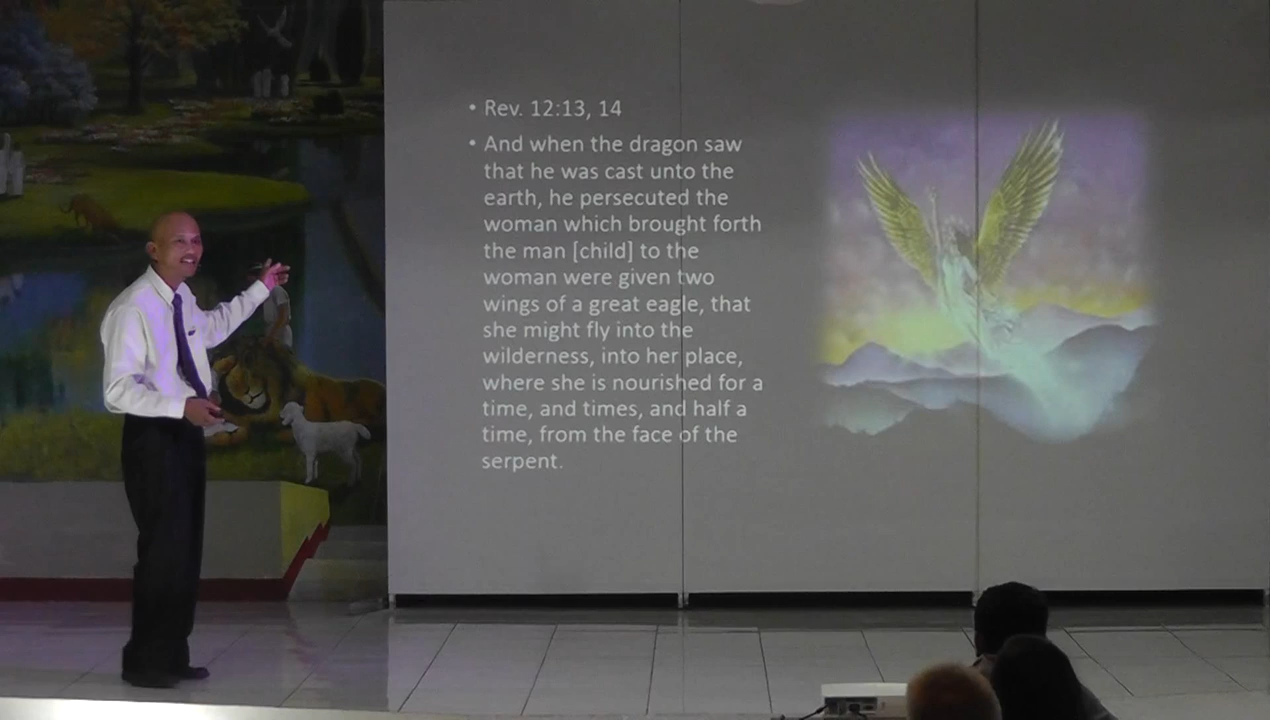 • Rev. 12:13, 14
• And when the dragon saw
that he was cast unto the
earth, he persecuted the
woman which brought forth
the man [child] to the
woman were given two
wings of a great eagle, that
she might fly into the
wilderness, into her place,
where she is nourished for a
time, and times, and half a
time, from the face of the
serpent.